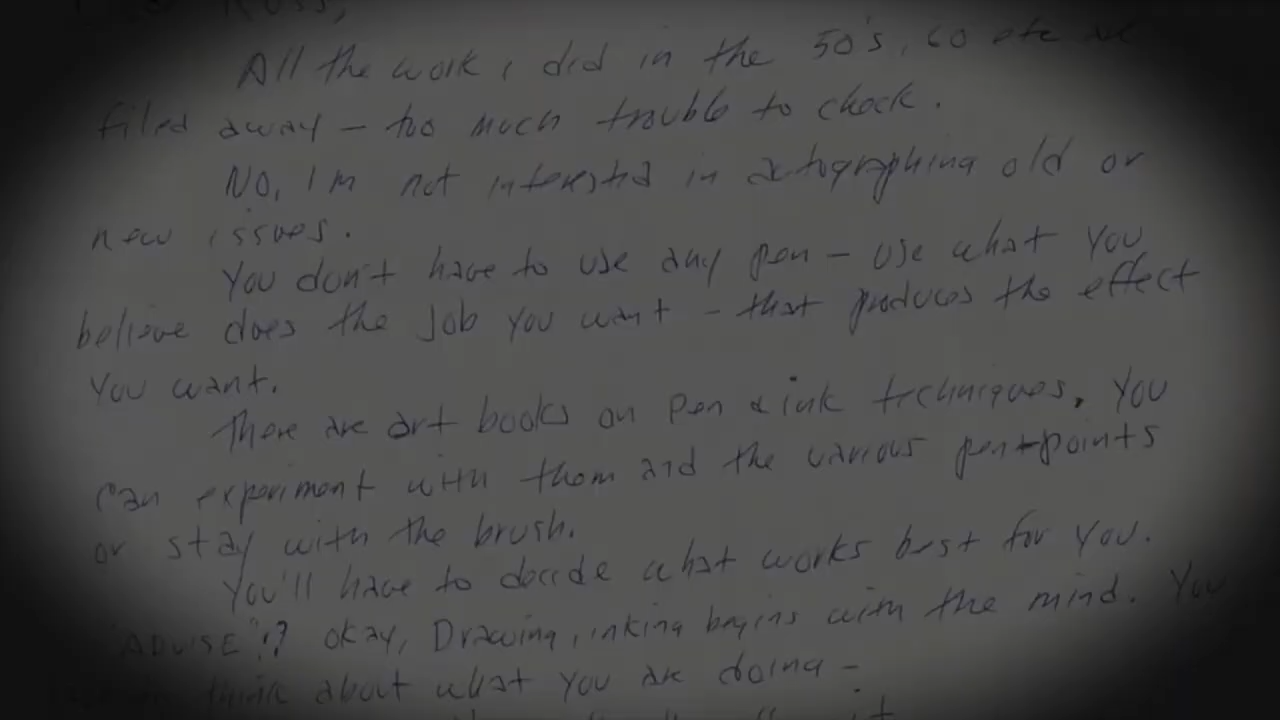 Ross,
All the work I did in the 50's, 60 etc are
filed away – too much trouble to check.
No, I'm not interested in autographing old or
new issues.
You don't have to use any pen – use what you
believe does the job you want – that produces the effect
you want.
There are art books on pen & ink techniques. You
can experiment with them and the various pen points
or stay with the brush.
You'll have to decide what works best for you.
"ADVISE"!? okay, Drawing, inking begins with the mind. You
think about what you are doing –
it